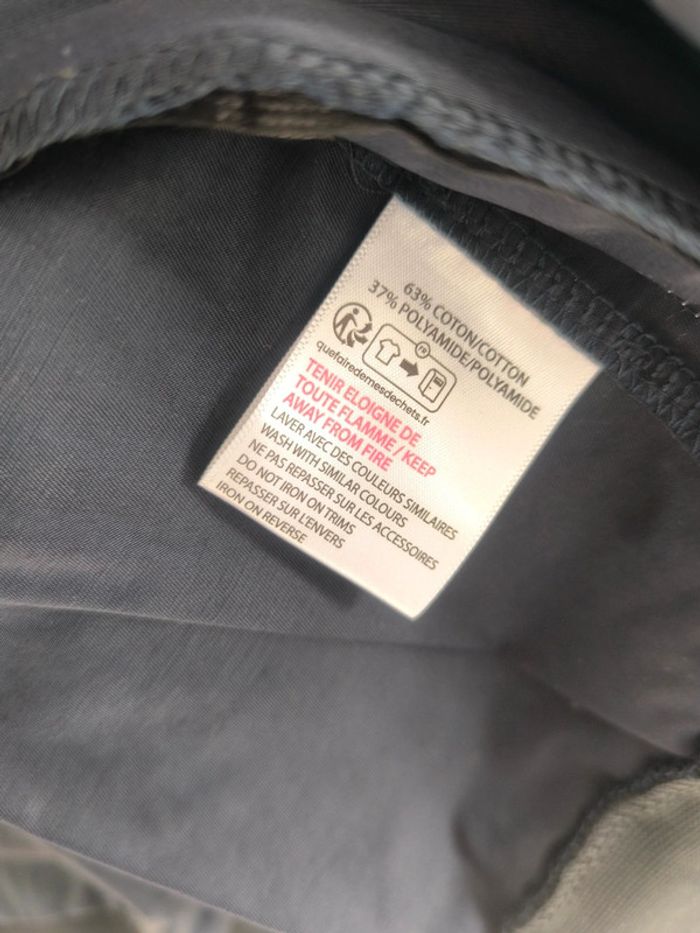 63% COTON/COTTON
37% POLYAMIDE/POLYAMIDE
FR
quefairedemesdechets.fr
TENIR ELOIGNE DE
TOUTE FLAMME / KEEP
AWAY FROM FIRE
LAVER AVEC DES COULEURS SIMILAIRES
WASH WITH SIMILAR COLOURS
NE PAS REPASSER SUR LES ACCESSOIRES
DO NOT IRON ON TRIMS
REPASSER SUR L'ENVERS
IRON ON REVERSE